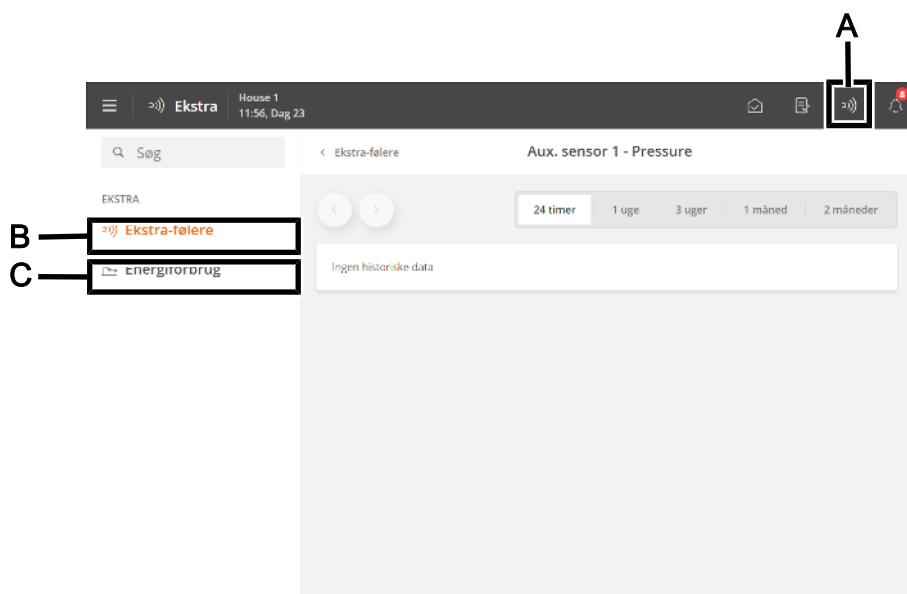 A
Ekstra
House 1
11:56, Dag 23
8
Søg
Ekstra-følere
Aux. sensor 1 - Pressure
EKSTRA
24 timer
1 uge
3 uger
1 måned
2 måneder
B
Ekstra-følere
C
Energiforbrug
Ingen historiske data